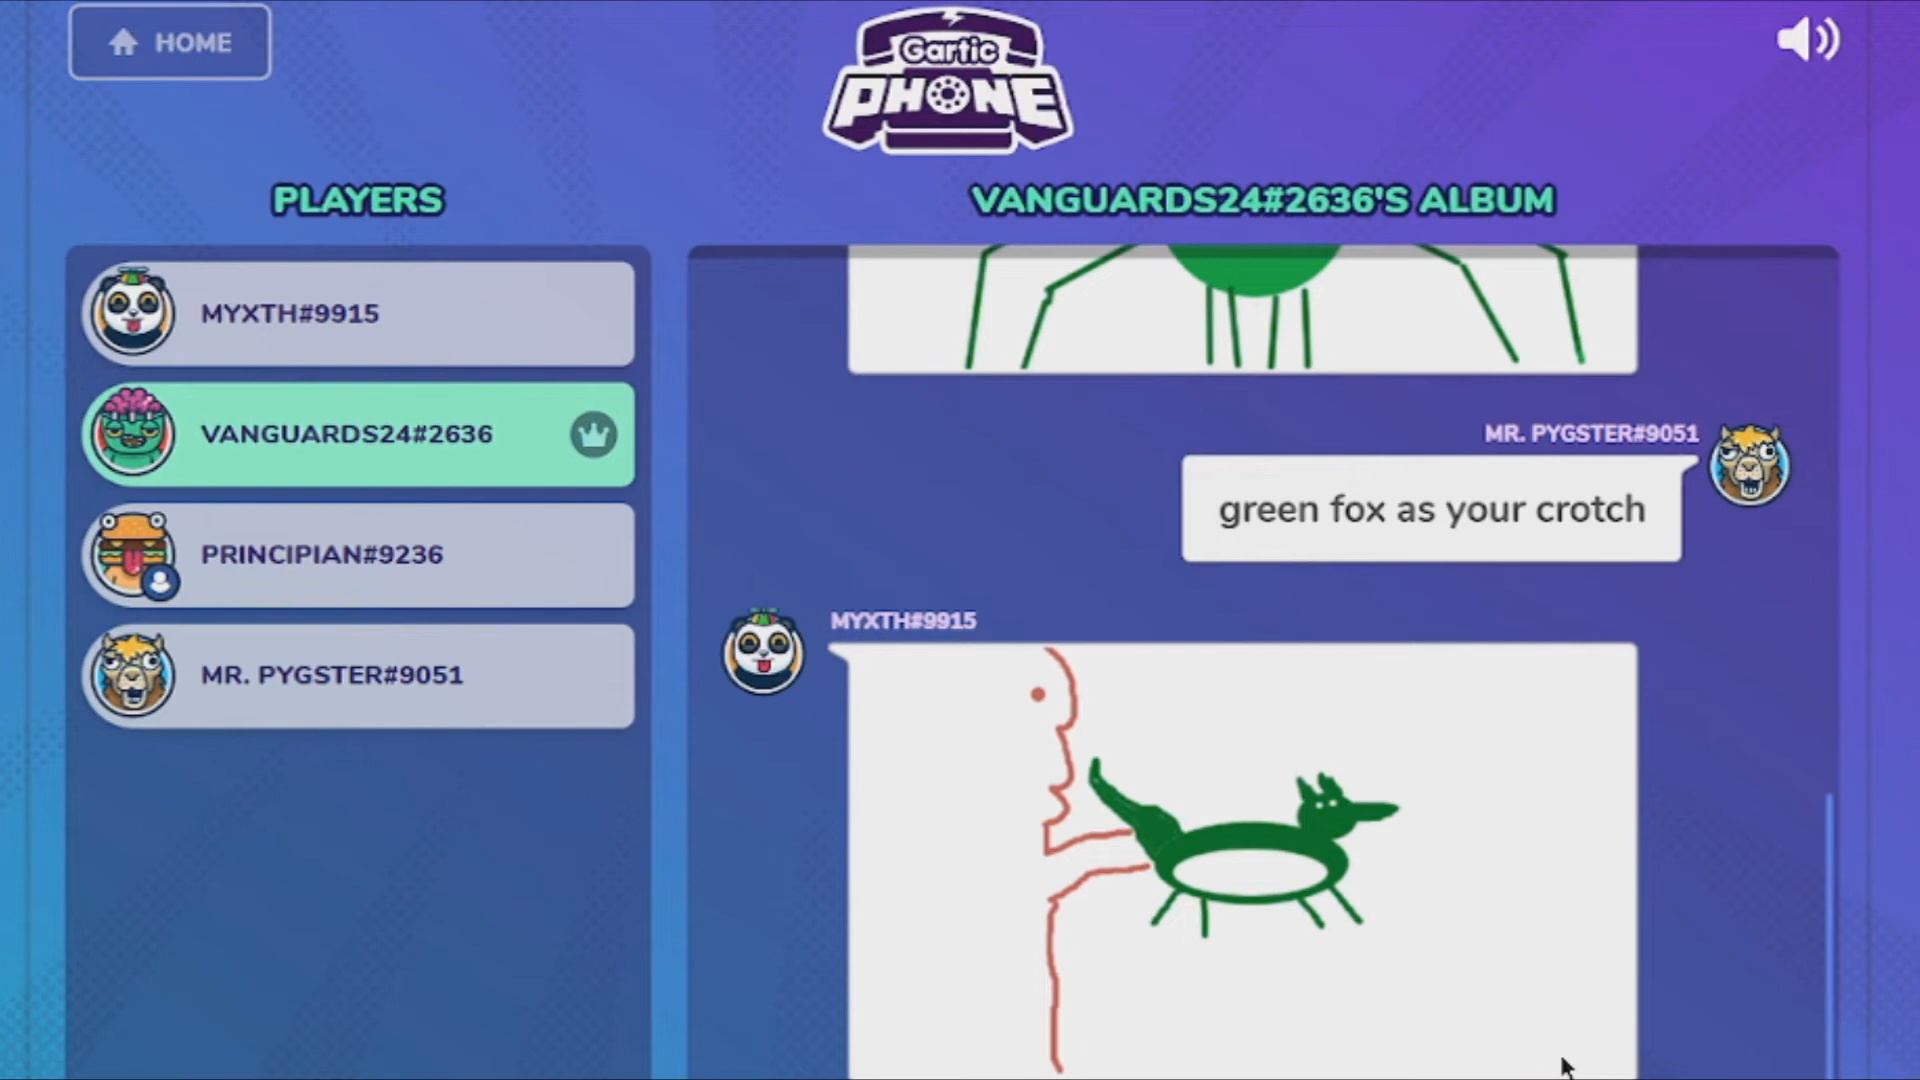 HOME
Gartic
PHONE
PLAYERS
VANGUARDS24#2636'S ALBUM
MYXTH#9915
VANGUARDS24#2636
PRINCIPIAN#9236
MR. PYGSTER#9051
MR. PYGSTER#9051
green fox as your crotch
MYXTH#9915